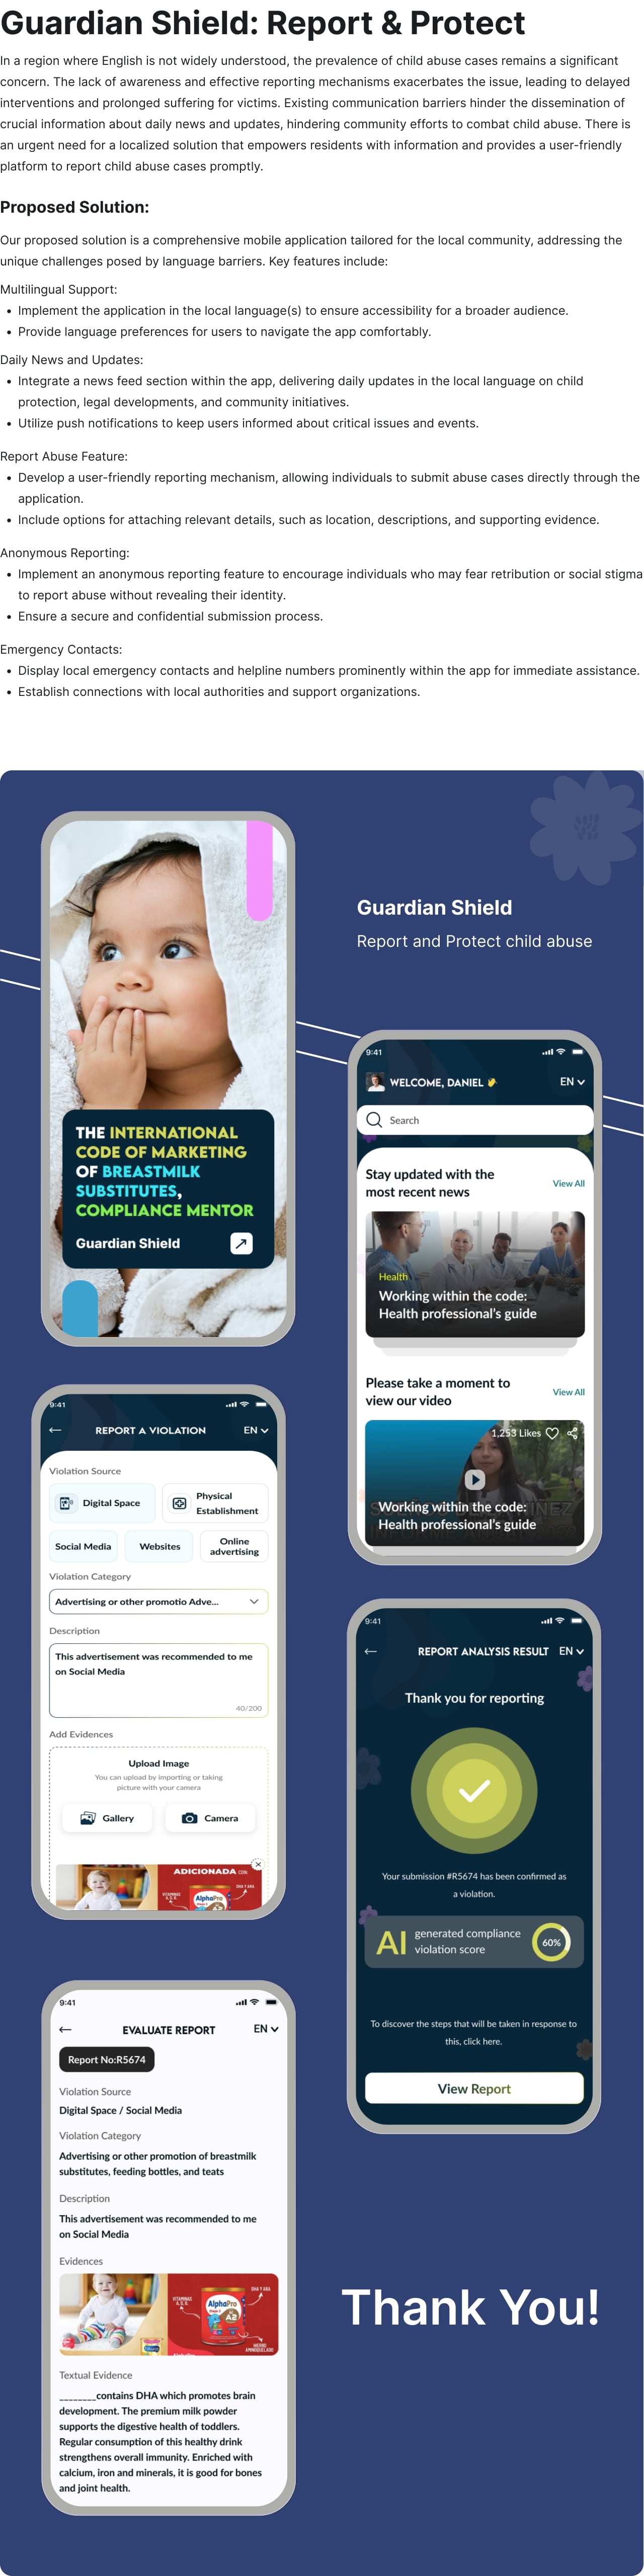 Guardian Shield: Report & Protect
In a region where English is not widely understood, the prevalence of child abuse cases remains a significant
concern. The lack of awareness and effective reporting mechanisms exacerbates the issue, leading to delayed
interventions and prolonged suffering for victims. Existing communication barriers hinder the dissemination of
crucial information about daily news and updates, hindering community efforts to combat child abuse. There is
an urgent need for a localized solution that empowers residents with information and provides a user-friendly
platform to report child abuse cases promptly.
Proposed Solution:
Our proposed solution is a comprehensive mobile application tailored for the local community, addressing the
unique challenges posed by language barriers. Key features include:
Multilingual Support:
• Implement the application in the local language(s) to ensure accessibility for a broader audience.
• Provide language preferences for users to navigate the app comfortably.
Daily News and Updates:
• Integrate a news feed section within the app, delivering daily updates in the local language on child
protection, legal developments, and community initiatives.
• Utilize push notifications to keep users informed about critical issues and events.
Report Abuse Feature:
• Develop a user-friendly reporting mechanism, allowing individuals to submit abuse cases directly through the
application.
• Include options for attaching relevant details, such as location, descriptions, and supporting evidence.
Anonymous Reporting:
• Implement an anonymous reporting feature to encourage individuals who may fear retribution or social stigma
to report abuse without revealing their identity.
• Ensure a secure and confidential submission process.
Emergency Contacts:
• Display local emergency contacts and helpline numbers prominently within the app for immediate assistance.
• Establish connections with local authorities and support organizations.
Guardian Shield
Report and Protect child abuse
THE INTERNATIONAL
CODE OF MARKETING
OF BREASTMILK
SUBSTITUTES,
COMPLIANCE MENTOR
Guardian Shield
9:41
WELCOME, DANIEL
EN
Search
Stay updated with the
most recent news
View All
Health
Working within the code:
Health professional's guide
Please take a moment to
view our video
View All
1,253 Likes
Working within the code:
Health professional's guide
9:41
REPORT A VIOLATION
EN
Violation Source
Digital Space
Physical
Establishment
Social Media
Websites
Online
advertising
Violation Category
Advertising or other promotio Adve...
Description
This advertisement was recommended to me
on Social Media
40/200
Add Evidences
Upload Image
You can upload by importing or taking
picture with your camera
Gallery
Camera
ADICIONADA CON:
VITAMINAS
A, D,
DHA Y ARA
AlphaPro
9:41
REPORT ANALYSIS RESULT
EN
Thank you for reporting
Your submission #R5674 has been confirmed as
a violation.
AI
generated compliance
violation score
60%
To discover the steps that will be taken in response to
this, click here.
View Report
9:41
EVALUATE REPORT
EN
Report No:R5674
Violation Source
Digital Space / Social Media
Violation Category
Advertising or other promotion of breastmilk
substitutes, feeding bottles, and teats
Description
This advertisement was recommended to me
on Social Media
Evidences
VITAMINAS
A, D,
DHA Y ARA
AlphaPro
Textual Evidence
________contains DHA which promotes brain
development. The premium milk powder
supports the digestive health of toddlers.
Regular consumption of this healthy drink
strengthens overall immunity. Enriched with
calcium, iron and minerals, it is good for bones
and joint health.
Thank You!